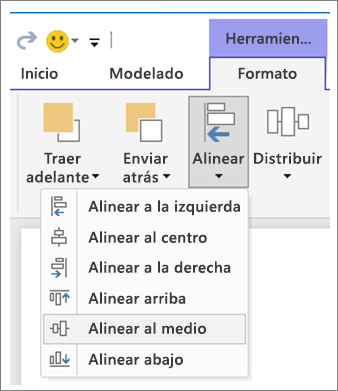 Herramien...
Inicio Modelado Formato
Traer adelante Enviar atrás Alinear Distribuir
Alinear a la izquierda
Alinear al centro
Alinear a la derecha
Alinear arriba
Alinear al medio
Alinear abajo